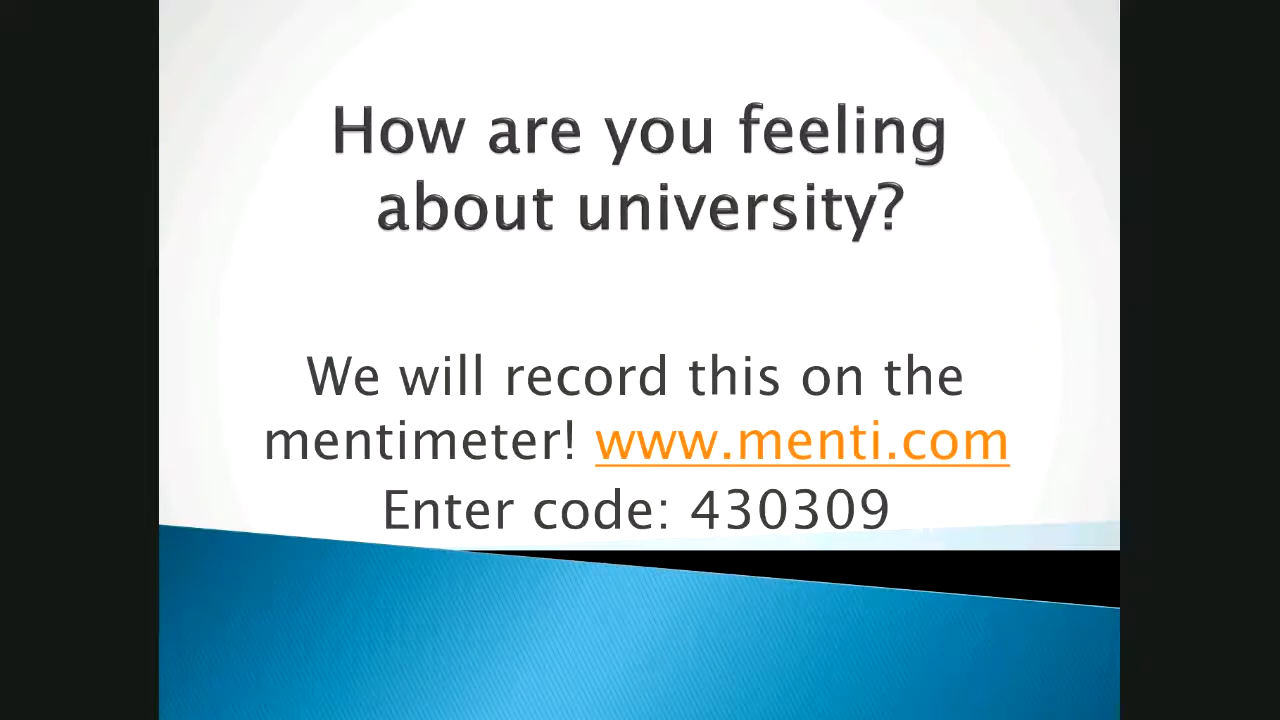 How are you feeling
about university?
We will record this on the
mentimeter! www.menti.com
Enter code: 430309